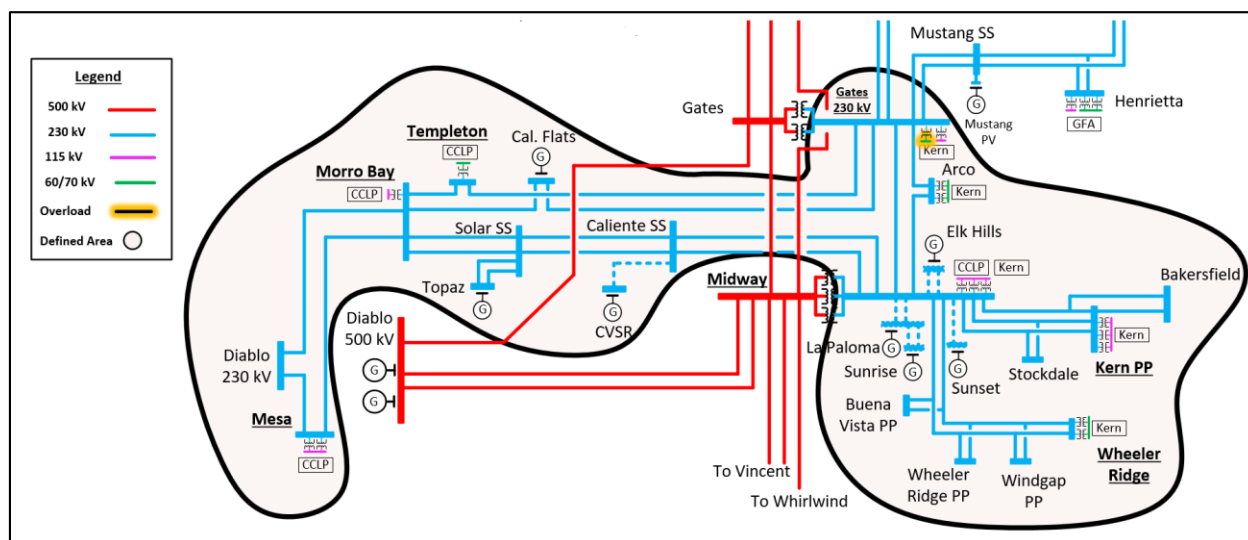 Legend
500 kV
230 kV
115 kV
60/70 kV
Overload
Defined Area
G
Mustang SS
G
Mustang
PV
Henrietta
GFA
Gates
Gates
230 kV
Kern
Arco
Kern
Templeton
CCLP
Cal. Flats
G
Morro Bay
CCLP
Solar SS
Caliente SS
Topaz
G
G
CVSR
Elk Hills
G
CCLP
Kern
Bakersfield
Midway
Diablo
500 kV
G
G
Diablo
230 kV
Mesa
CCLP
La Paloma
G
G
Sunrise
G
Sunset
Stockdale
Kern
Kern PP
Buena
Vista PP
Kern
Wheeler
Ridge
Wheeler
Ridge PP
Windgap
PP
To Vincent
To Whirlwind